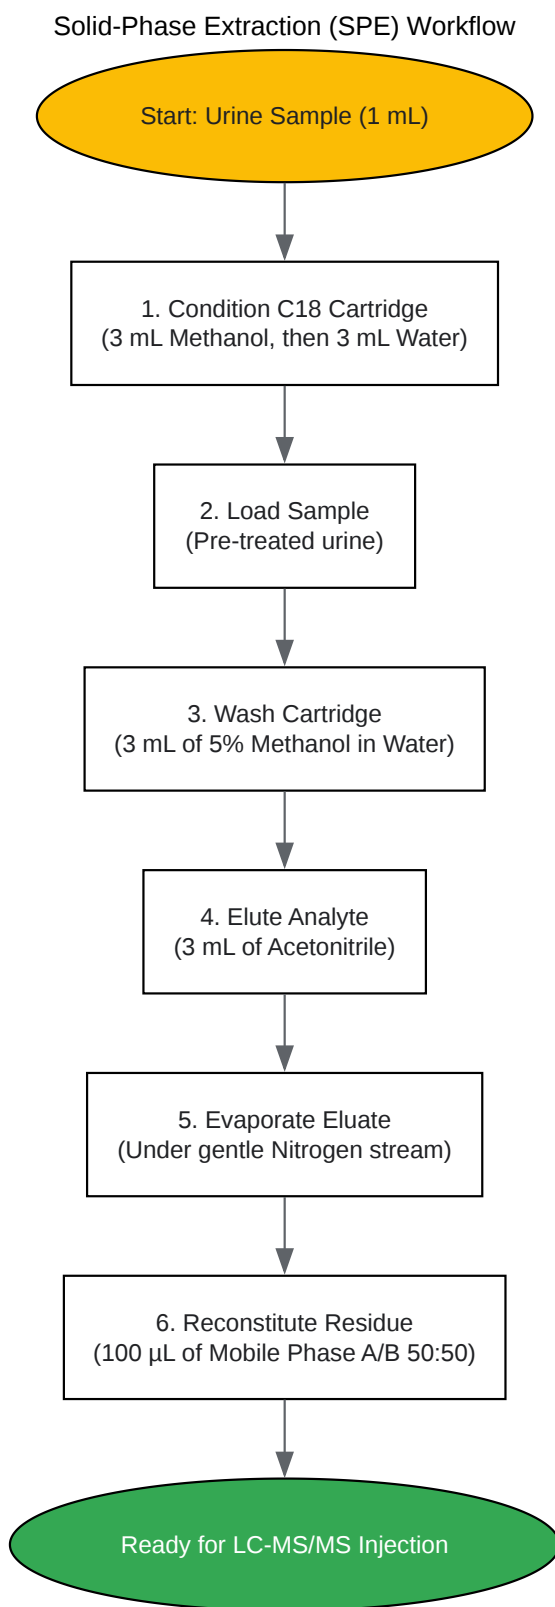 Solid-Phase Extraction (SPE) Workflow
Start: Urine Sample (1 mL)
1. Condition C18 Cartridge
(3 mL Methanol, then 3 mL Water)
2. Load Sample
(Pre-treated urine)
3. Wash Cartridge
(3 mL of 5% Methanol in Water)
4. Elute Analyte
(3 mL of Acetonitrile)
5. Evaporate Eluate
(Under gentle Nitrogen stream)
6. Reconstitute Residue
(100 µL of Mobile Phase A/B 50:50)
Ready for LC-MS/MS Injection